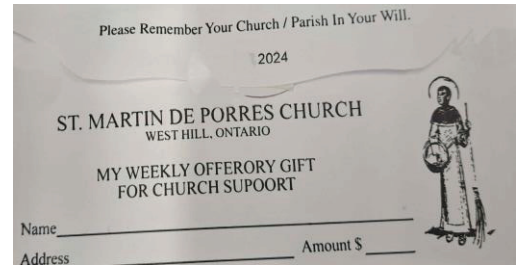 Please Remember Your Church / Parish In Your Will.
2024
ST. MARTIN DE PORRES CHURCH
WEST HILL, ONTARIO
MY WEEKLY OFFERORY GIFT
FOR CHURCH SUPOORT
Name
Address Amount $